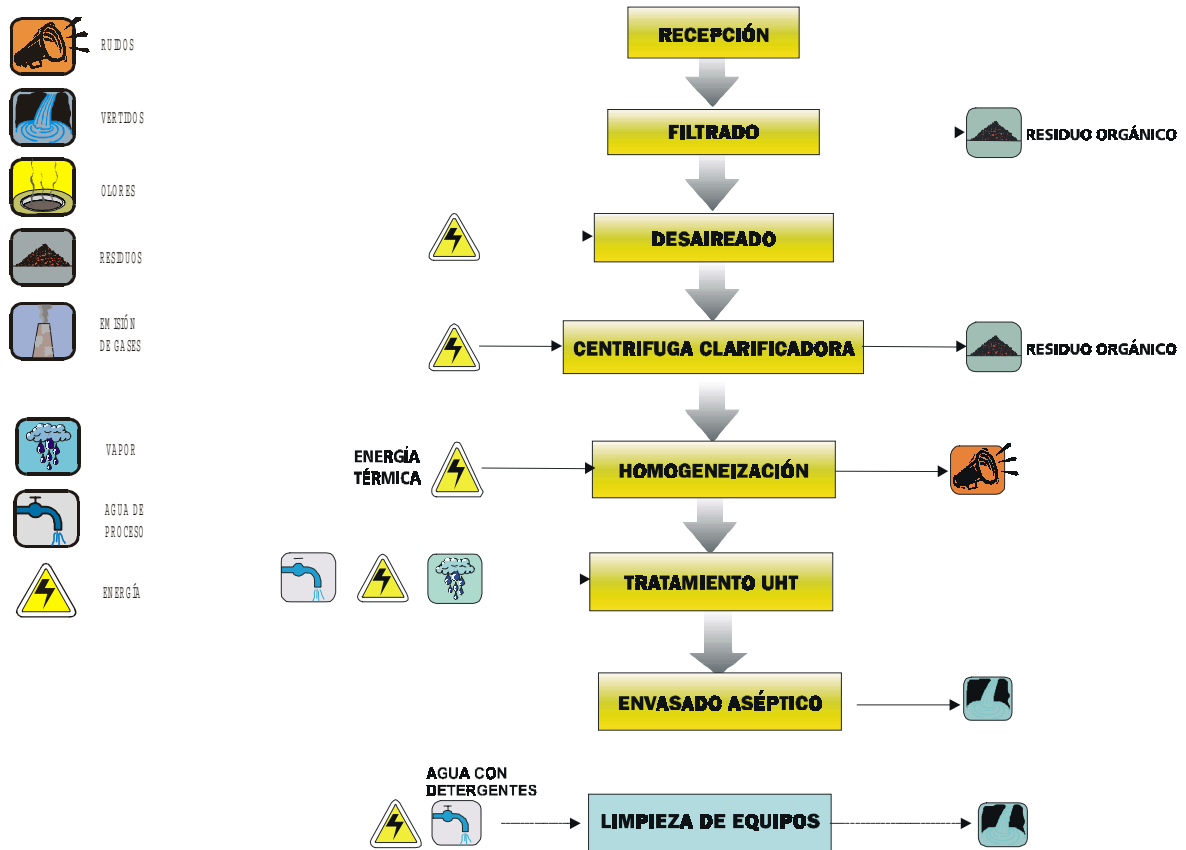 RUIDOS
VERTIDOS
OLORES
RESIDUOS
EMISIÓN
DE GASES
VAPOR
AGUA DE
PROCESO
ENERGÍA
RECEPCIÓN
FILTRADO
RESIDUO ORGÁNICO
DESAIREADO
CENTRIFUGA CLARIFICADORA
RESIDUO ORGÁNICO
ENERGÍA
TÉRMICA
HOMOGENEIZACIÓN
TRATAMIENTO UHT
ENVASADO ASÉPTICO
AGUA CON
DETERGENTES
LIMPIEZA DE EQUIPOS